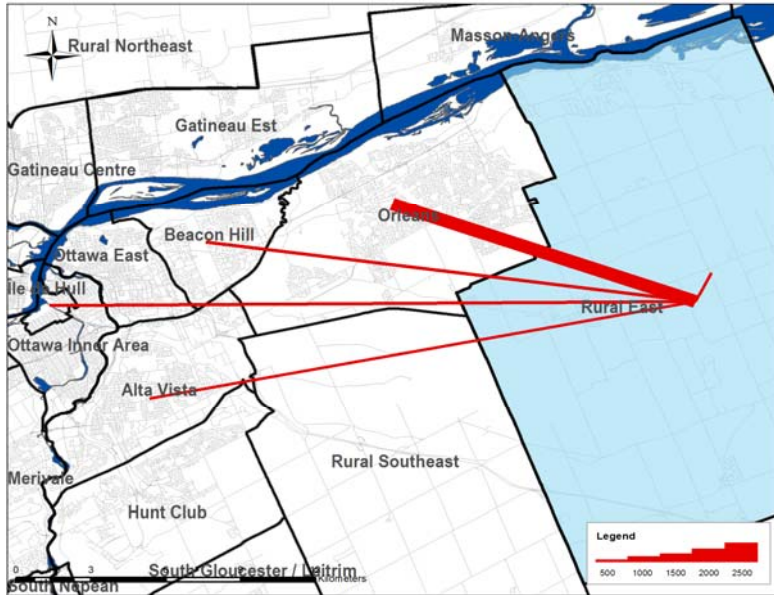 N
Rural Northeast
Masson-Angers
Gatineau Est
Gatineau Centre
Orleans
Beacon Hill
Ottawa East
Île de Hull
Rural East
Ottawa Inner Area
Alta Vista
Rural Southeast
Merivale
Hunt Club
Legend
500 1000 1500 2000 2500
South Gloucester / Leitrim
0 3
Kilometers
South Nepean